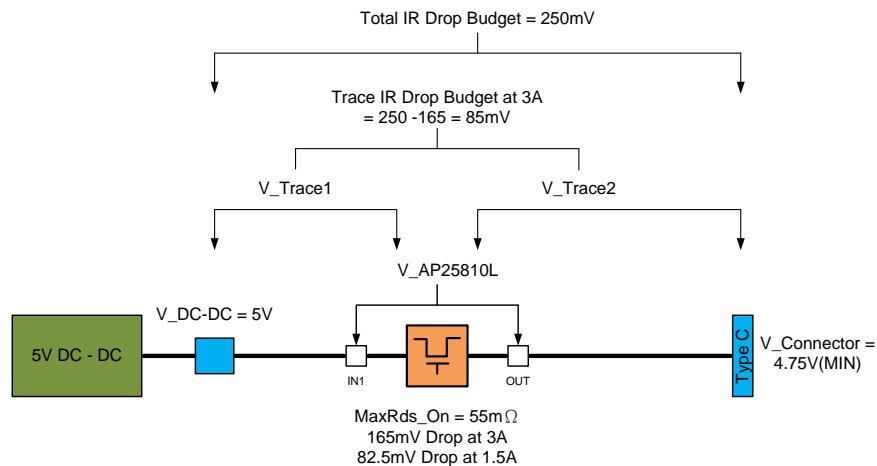 Total IR Drop Budget = 250mV
Trace IR Drop Budget at 3A
= 250 -165 = 85mV
V_Trace1
V_Trace2
V_AP25810L
V_DC-DC = 5V
5V DC - DC
IN1
OUT
Type C
V_Connector =
4.75V(MIN)
MaxRds_On = 55mΩ
165mV Drop at 3A
82.5mV Drop at 1.5A